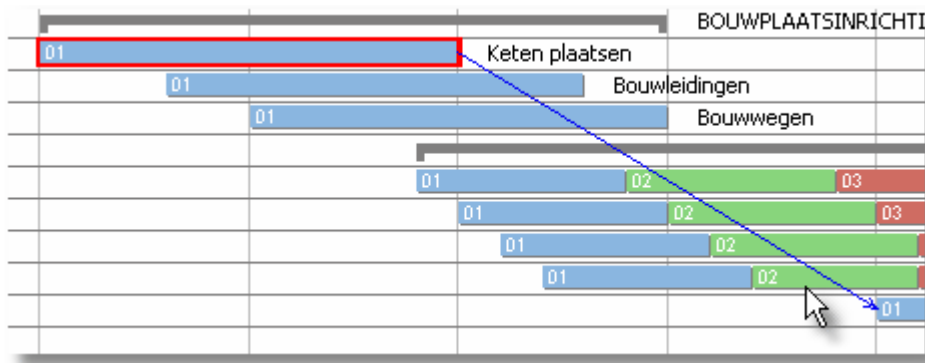 BOUWPLAATSINRICHTI
01 Keten plaatsen
01 Bouwleidingen
01 Bouwwegen
01 02 03
01 02 03
01 02
01 02
01